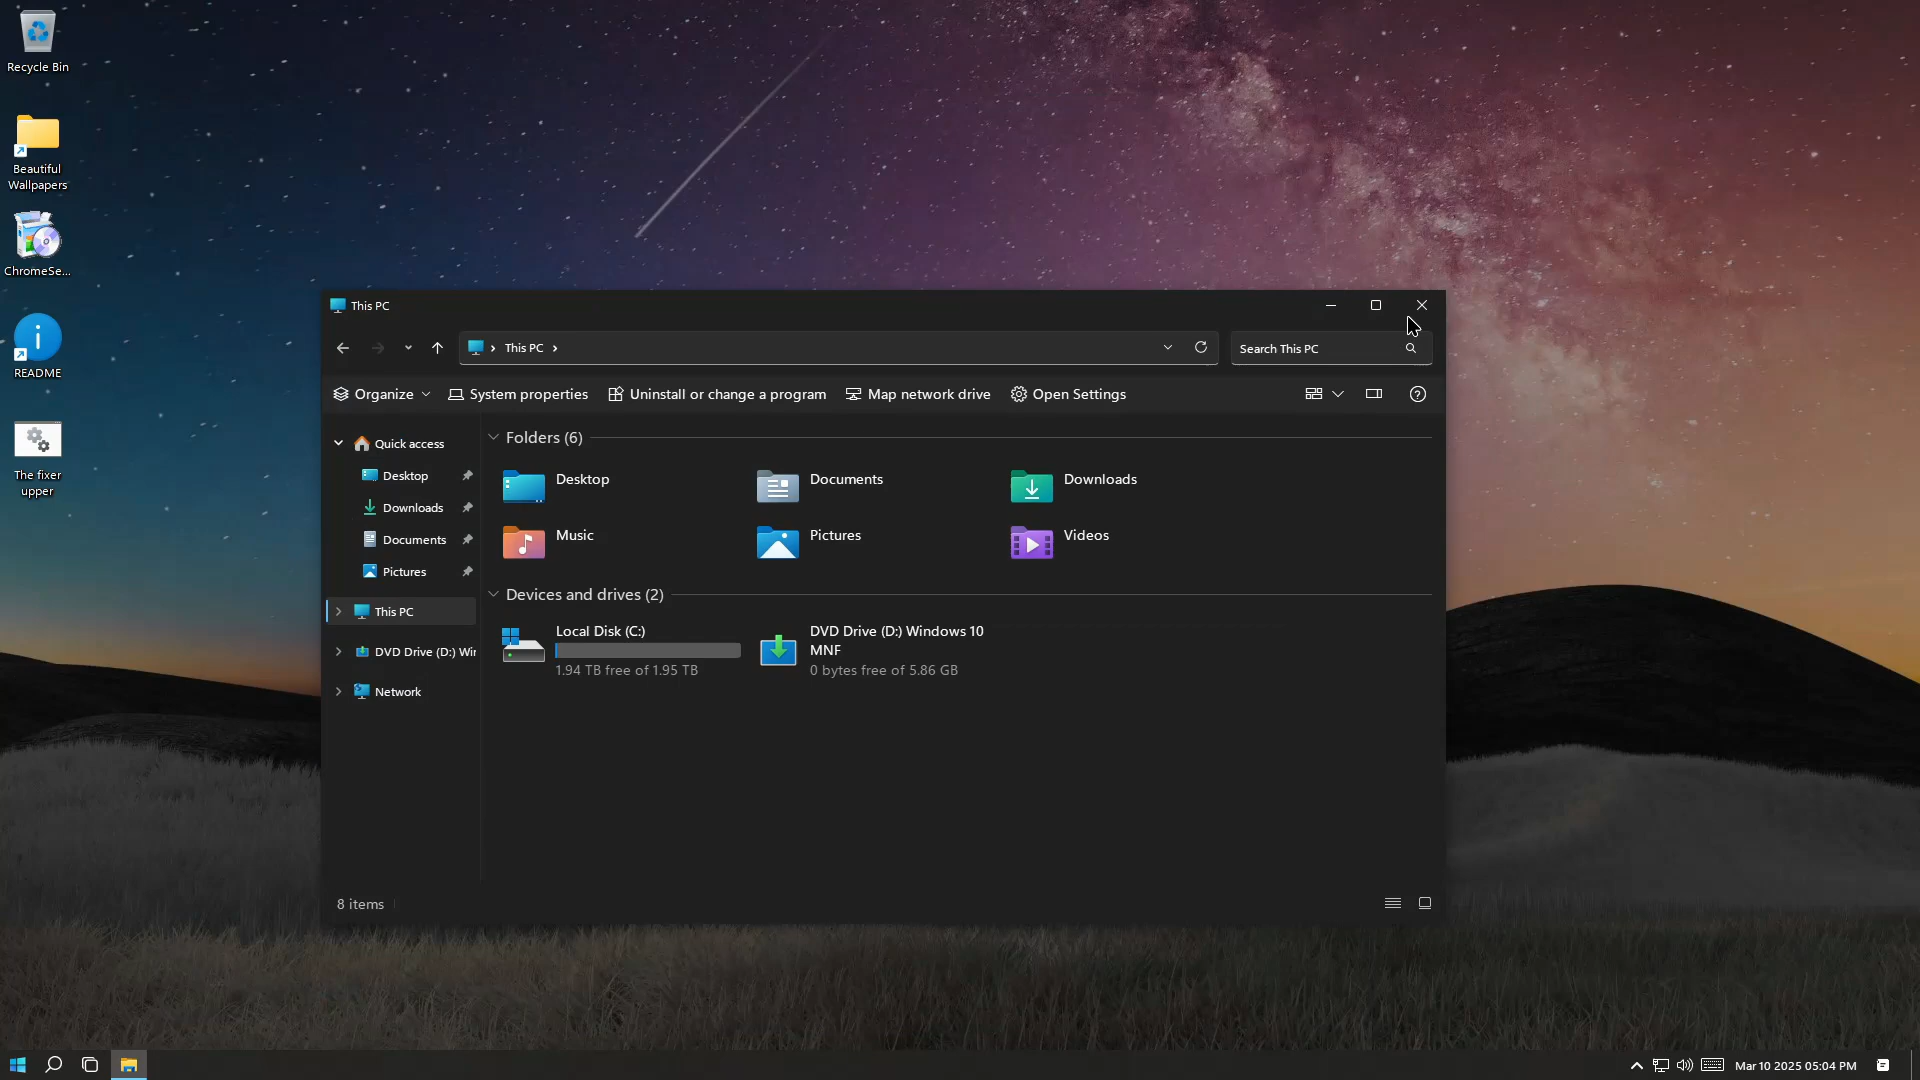 Recycle Bin
Beautiful
Wallpapers
ChromeSe...
README
The fixer
upper
This PC
This PC
Search This PC
Organize
System properties
Uninstall or change a program
Map network drive
Open Settings
Quick access
Desktop
Downloads
Documents
Pictures
This PC
DVD Drive (D:) Wir
Network
Folders (6)
Desktop
Documents
Downloads
Music
Pictures
Videos
Devices and drives (2)
Local Disk (C:)
1.94 TB free of 1.95 TB
DVD Drive (D:) Windows 10
MNF
0 bytes free of 5.86 GB
8 items
Mar 10 2025 05:04 PM